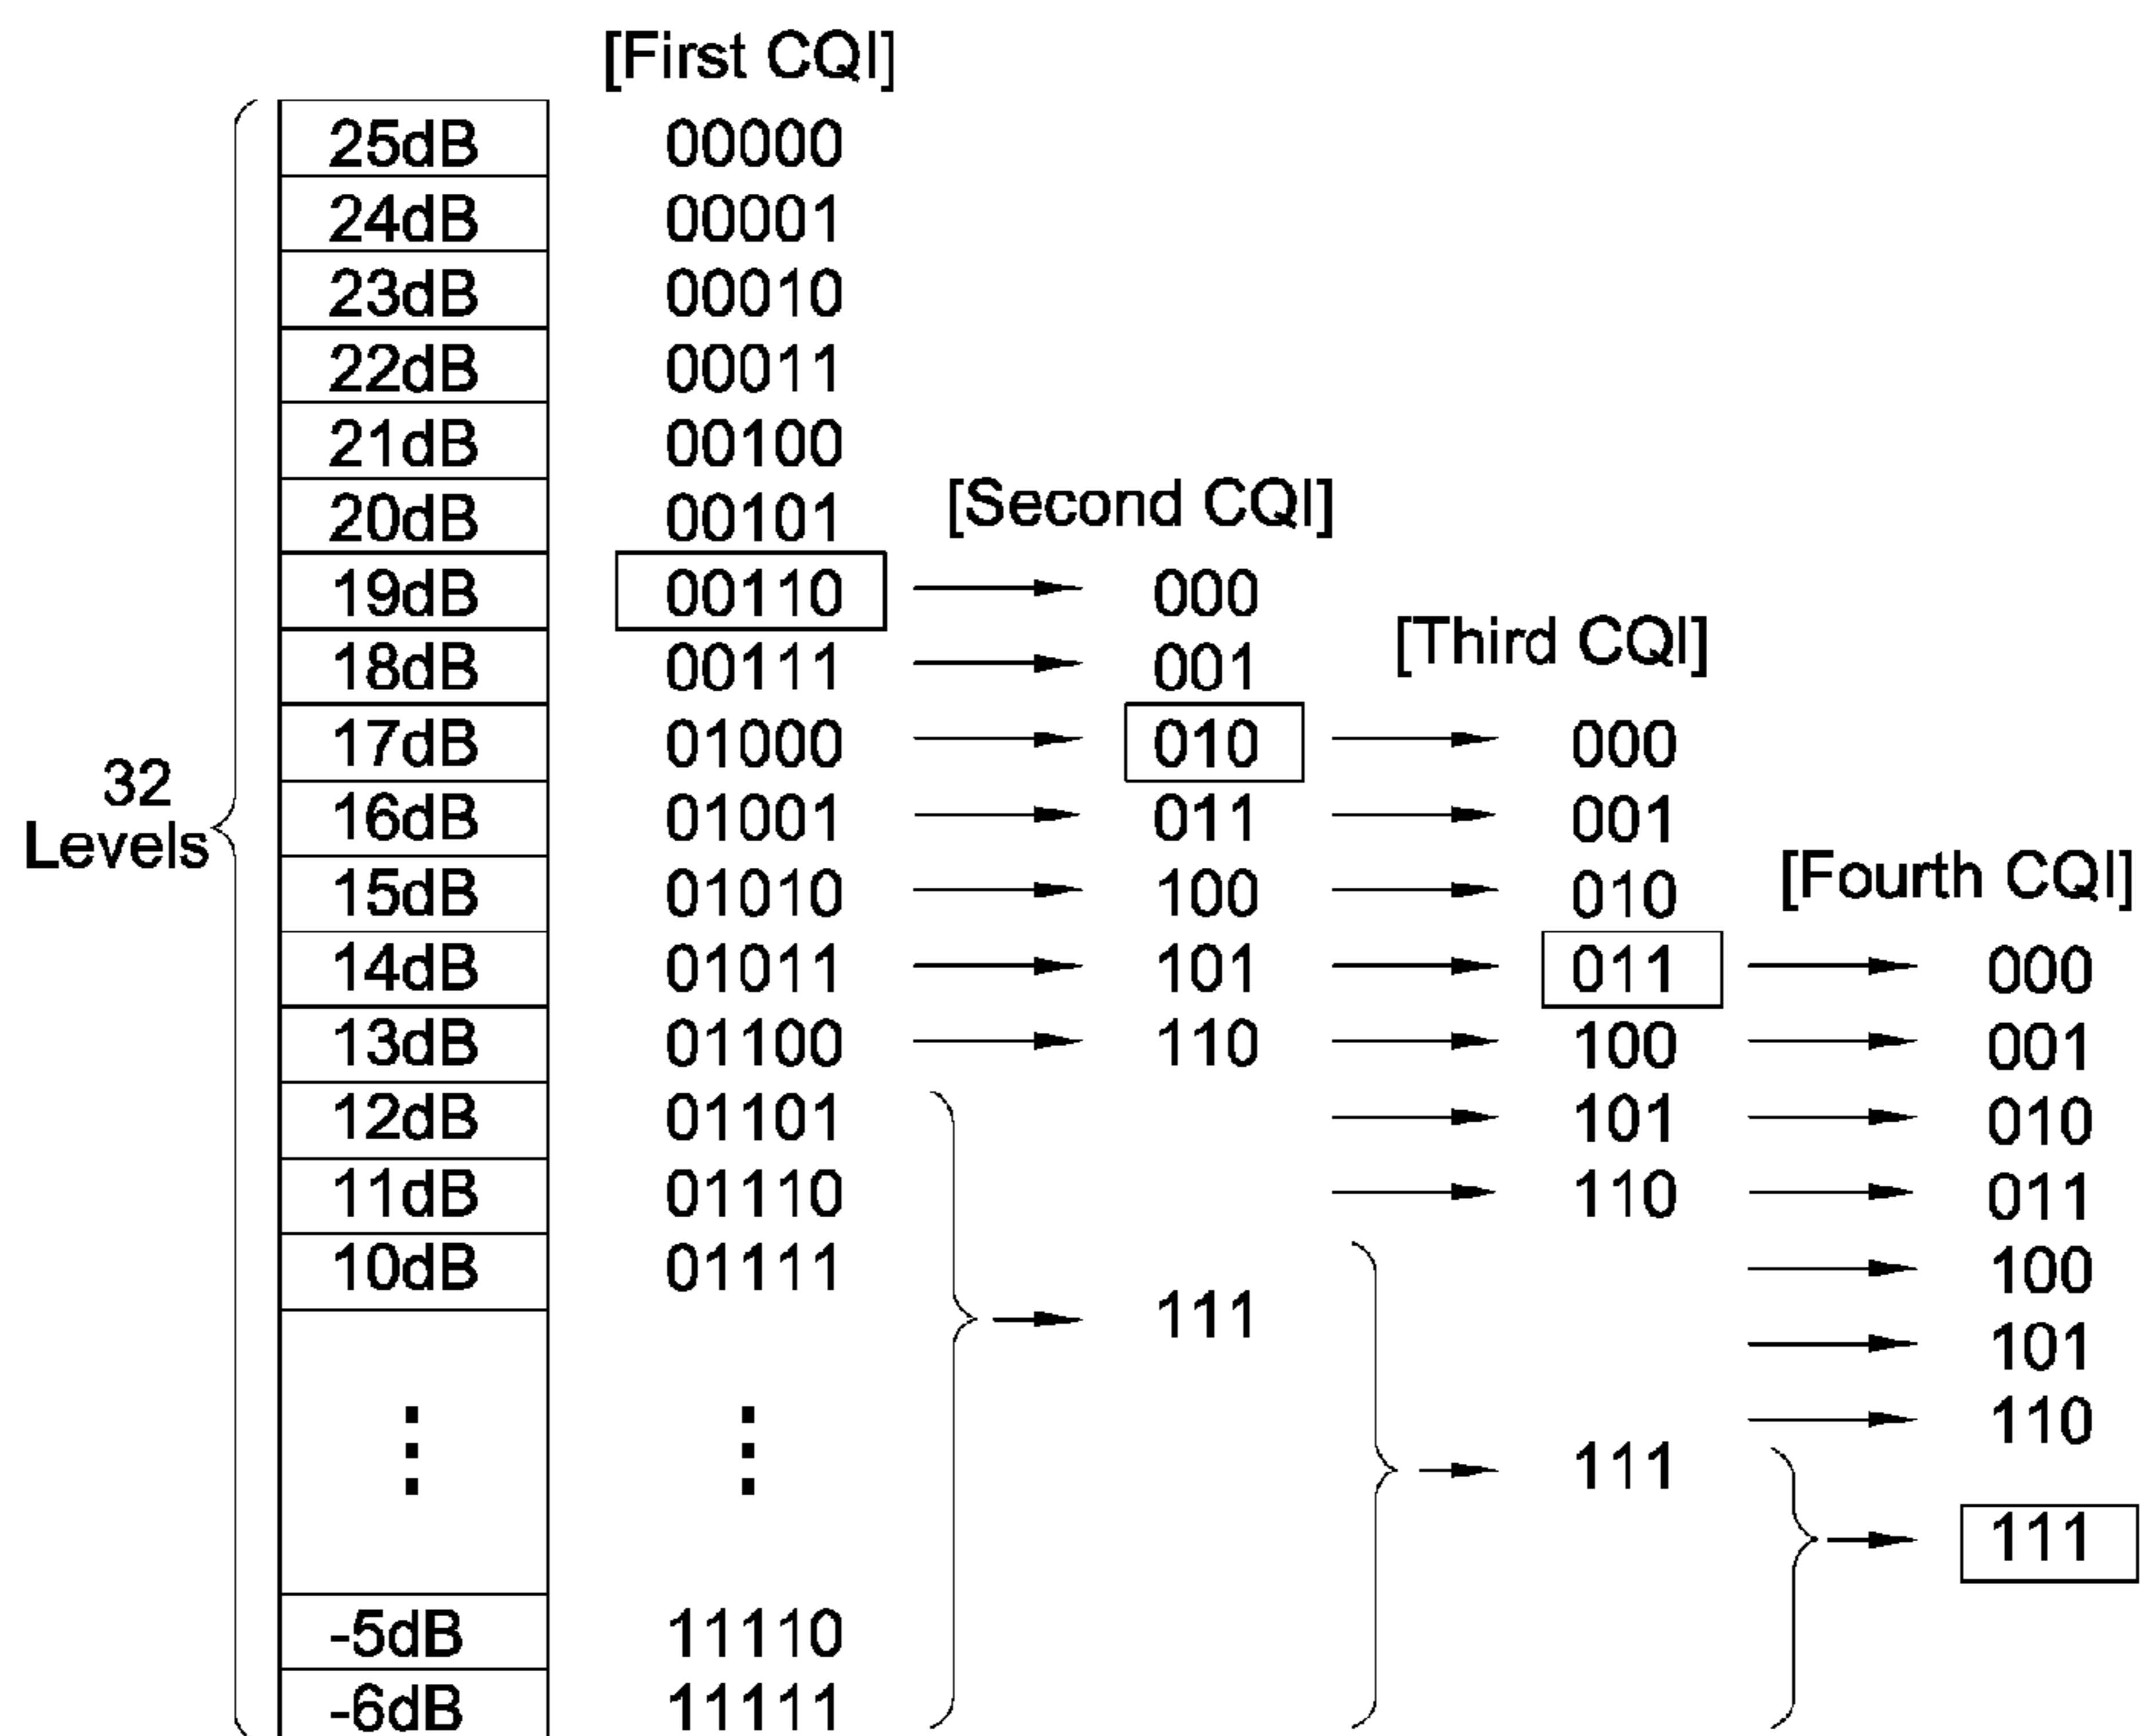 [First CQI]
25dB 00000
24dB 00001
23dB 00010
22dB 00011
21dB 00100
20dB 00101
[Second CQI]
19dB 00110 000
[Third CQI]
18dB 00111 001
17dB 01000 010 000
32
Levels
16dB 01001 011 001
15dB 01010 100 010
[Fourth CQI]
14dB 01011 101 011 000
13dB 01100 110 100 001
12dB 01101 101 010
11dB 01110 110 011
10dB 01111 100
111
101
110
111
111
-5dB 11110
-6dB 11111